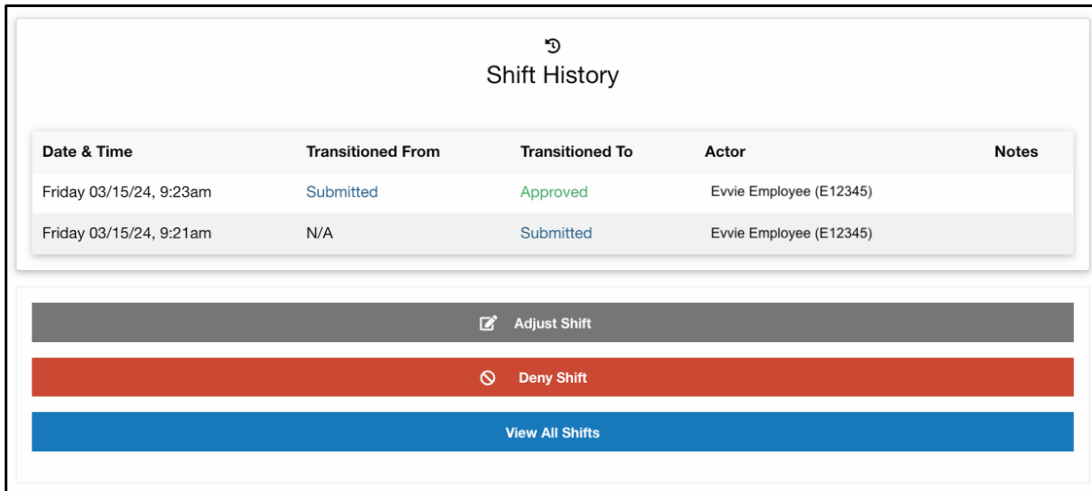 Shift History
Date & Time Transitioned From Transitioned To Actor Notes
Friday 03/15/24, 9:23am Submitted Approved Evvie Employee (E12345)
Friday 03/15/24, 9:21am N/A Submitted Evvie Employee (E12345)
Adjust Shift
Deny Shift
View All Shifts